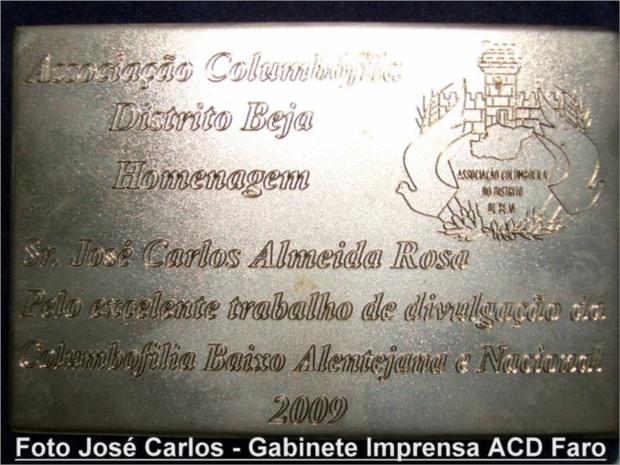 Associação Columbófila
Distrito Beja
Homenagem
ASSOCIAÇÃO COLUMBOFILA
DO DISTRITO
DE BEJA
Sr. José Carlos Almeida Rosa
Pelo excelente trabalho de divulgação da
Columbofilia Baixo Alentejana e Nacional
2009
Foto José Carlos - Gabinete Imprensa ACD Faro